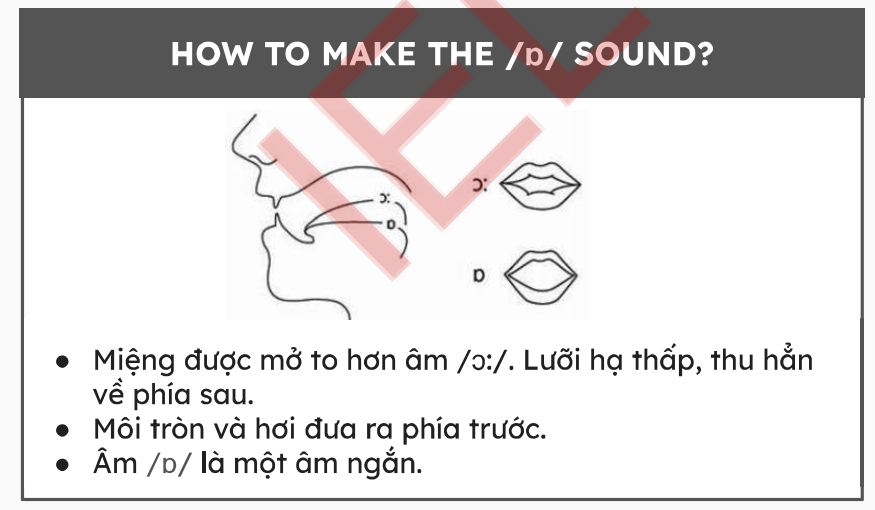 HOW TO MAKE THE /ɒ/ SOUND?
ɔ:
ɒ
ɔ:
ɒ
● Miệng được mở to hơn âm /ɔ:/. Lưỡi hạ thấp, thu hẳn
về phía sau.
● Môi tròn và hơi đưa ra phía trước.
● Âm /ɒ/ là một âm ngắn.